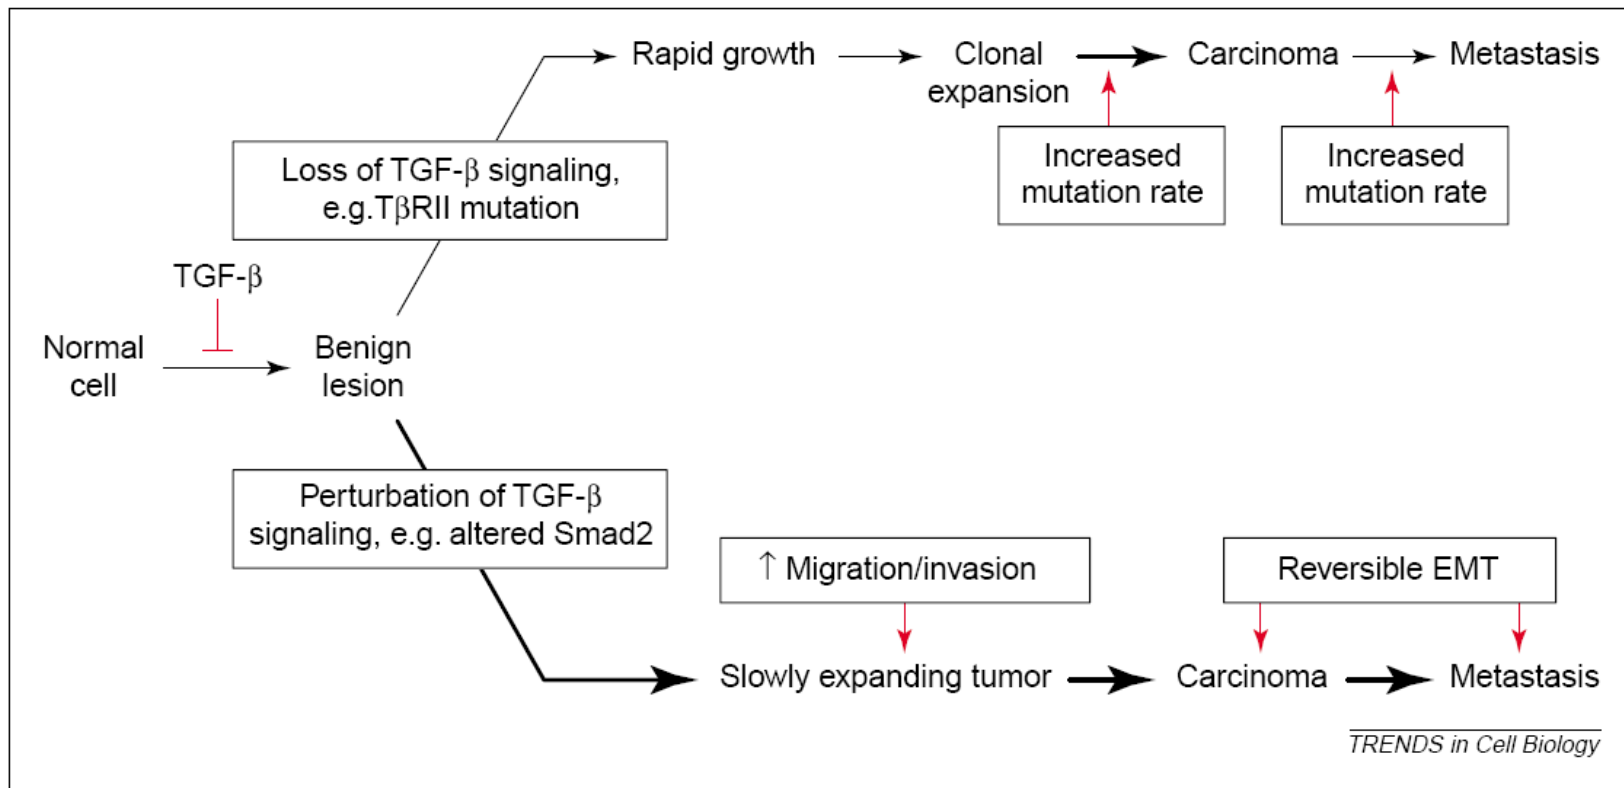 Rapid growth
Clonal
expansion
Carcinoma
Metastasis
Increased
mutation rate
Increased
mutation rate
Loss of TGF-β signaling,
e.g.TβRII mutation
TGF-β
Normal
cell
Benign
lesion
Perturbation of TGF-β
signaling, e.g. altered Smad2
↑ Migration/invasion
Reversible EMT
Slowly expanding tumor
Carcinoma
Metastasis
TRENDS in Cell Biology